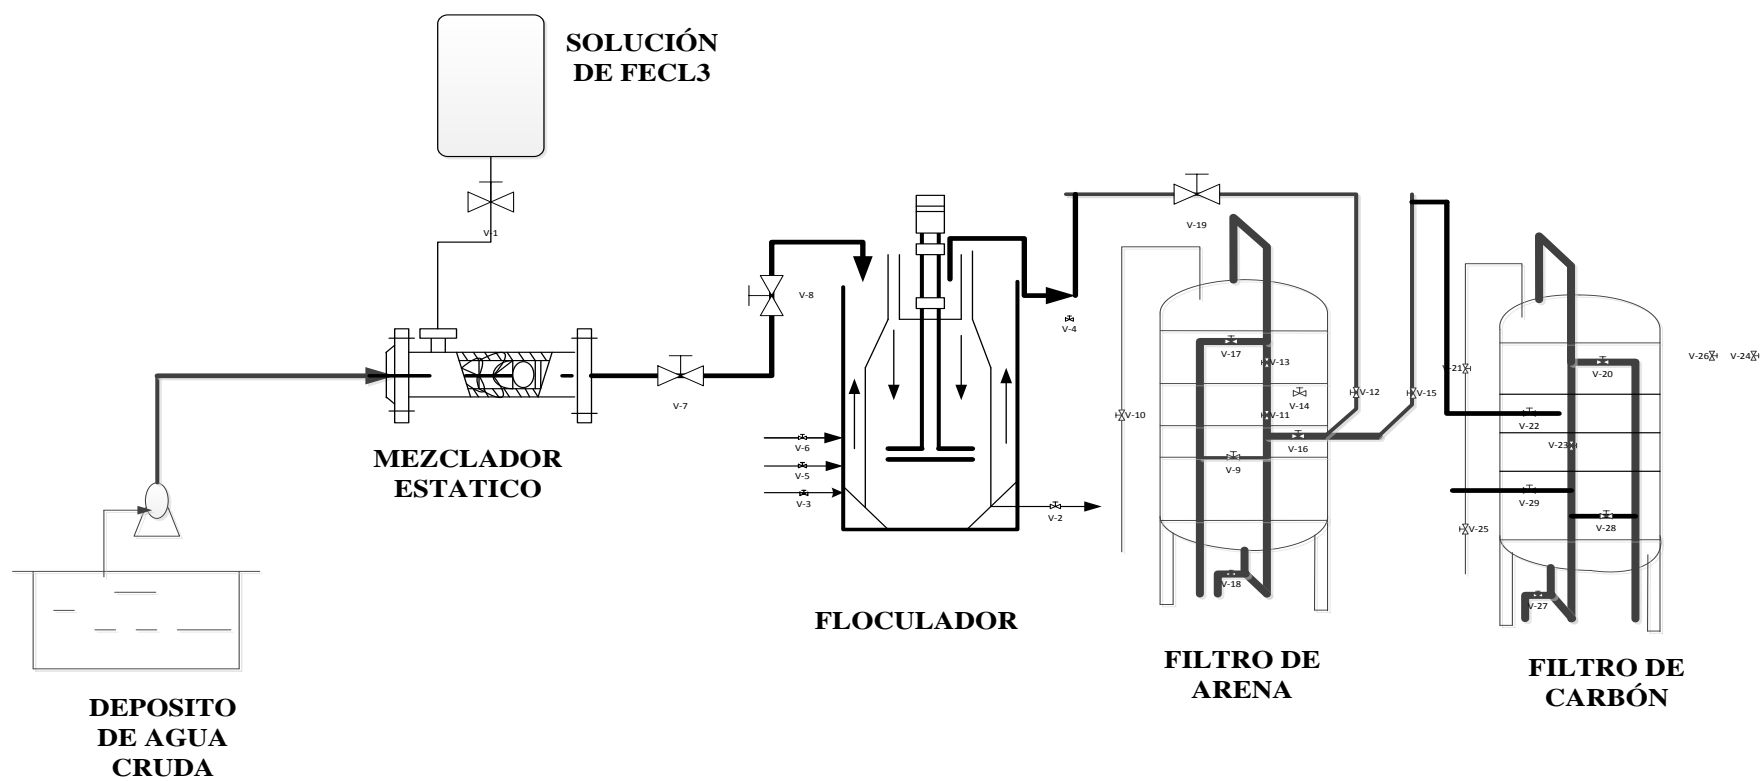 SOLUCIÓN
DE FECL3
V-1
V-19
V-8
V-4
V-17
V-13
V-26
V-24
V-21
V-20
V-7
V-14
V-12
V-15
V-10
V-11
V-22
V-6
V-16
V-23
MEZCLADOR
ESTATICO
V-5
V-9
V-3
V-29
V-2
V-25
V-28
V-18
V-27
FLOCULADOR
FILTRO DE
ARENA
FILTRO DE
CARBÓN
DEPOSITO
DE AGUA
CRUDA